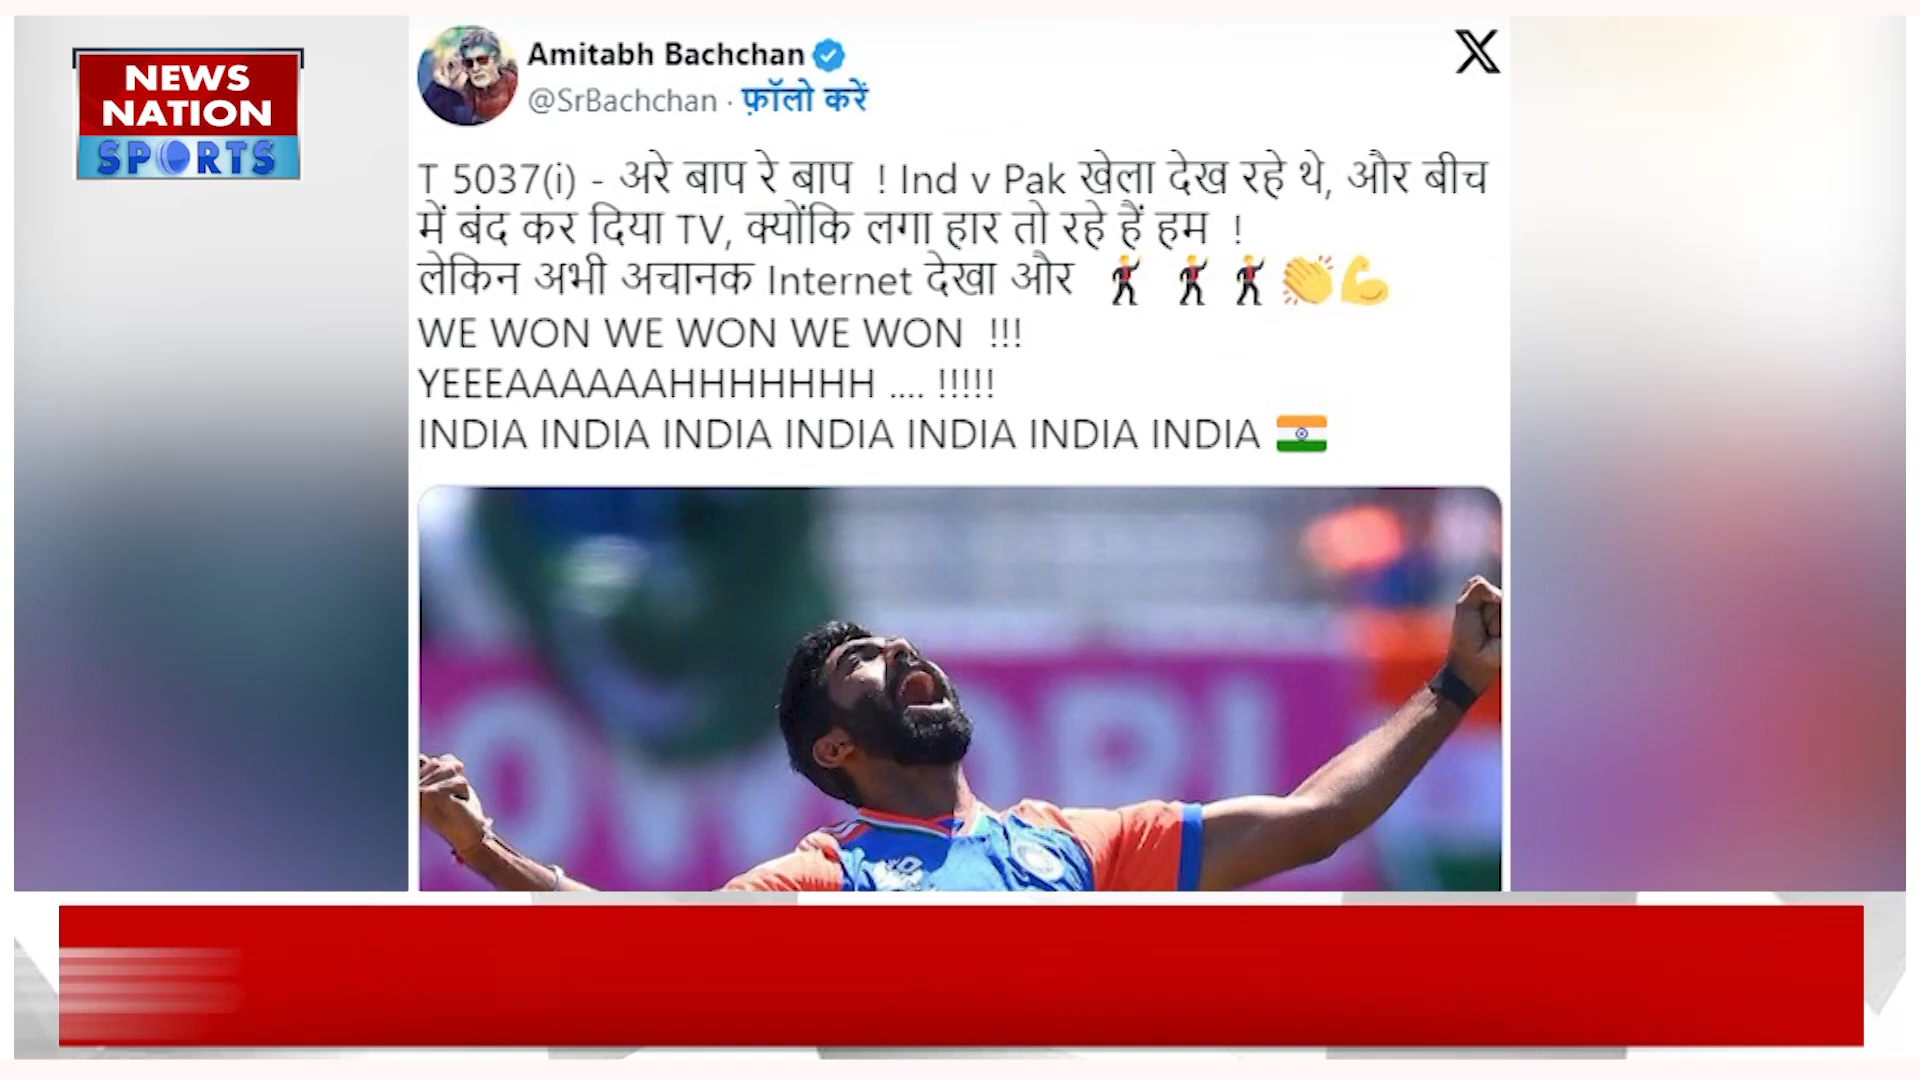 NEWS
NATION
SPORTS
Amitabh Bachchan
@SrBachchan · फ़ॉलो करें
T 5037(i) - अरे बाप रे बाप  ! Ind v Pak खेला देख रहे थे, और बीच
में बंद कर दिया TV, क्योंकि लगा हार तो रहे हैं हम  !
लेकिन अभी अचानक Internet देखा और 🕺 🕺 🕺 👏 💪
WE WON WE WON WE WON  !!!
YEEEAAAAAAHHHHHHH .... !!!!!
INDIA INDIA INDIA INDIA INDIA INDIA INDIA 🇮🇳